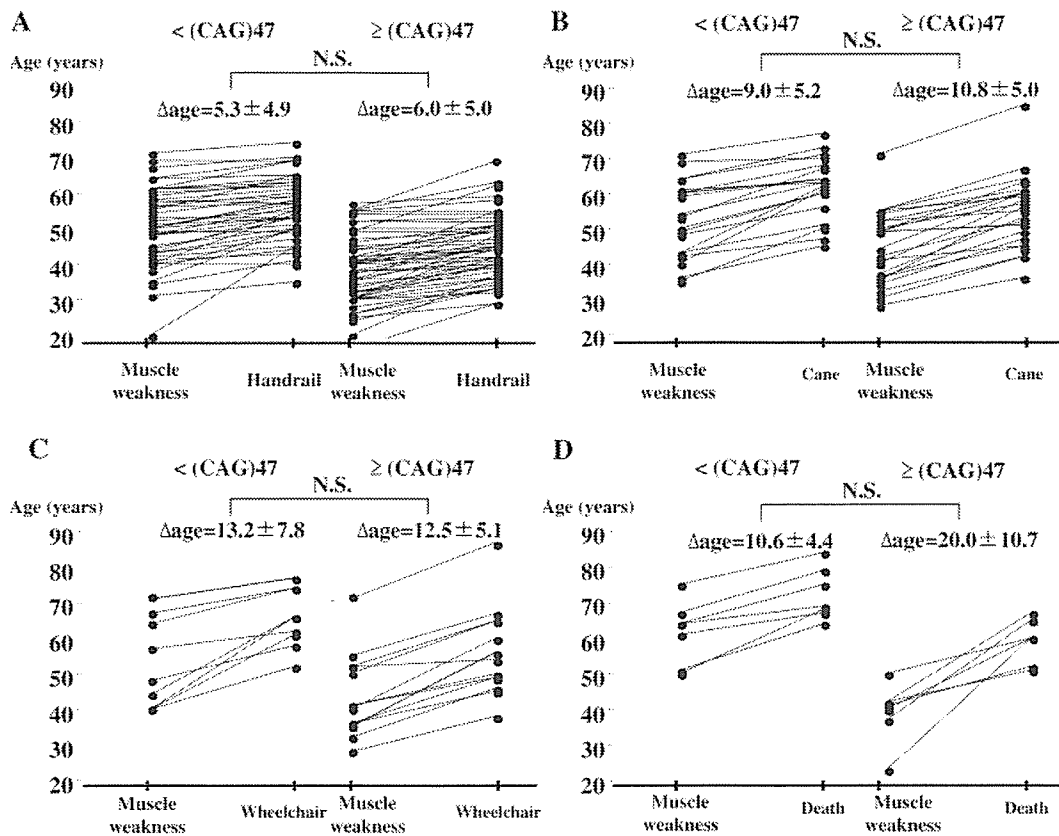 A
< (CAG)47 ≥ (CAG)47
N.S.
Age (years)
Δage=5.3±4.9 Δage=6.0±5.0
90
80
70
60
50
40
30
20
Muscle weakness
Handrail
Muscle weakness
Handrail
B
< (CAG)47 ≥ (CAG)47
N.S.
Age (years)
Δage=9.0±5.2 Δage=10.8±5.0
90
80
70
60
50
40
30
20
Muscle weakness
Cane
Muscle weakness
Cane
C
< (CAG)47 ≥ (CAG)47
N.S.
Age (years)
Δage=13.2±7.8 Δage=12.5±5.1
90
80
70
60
50
40
30
20
Muscle weakness
Wheelchair
Muscle weakness
Wheelchair
D
< (CAG)47 ≥ (CAG)47
N.S.
Age (years)
Δage=10.6±4.4 Δage=20.0±10.7
90
80
70
60
50
40
30
20
Muscle weakness
Death
Muscle weakness
Death